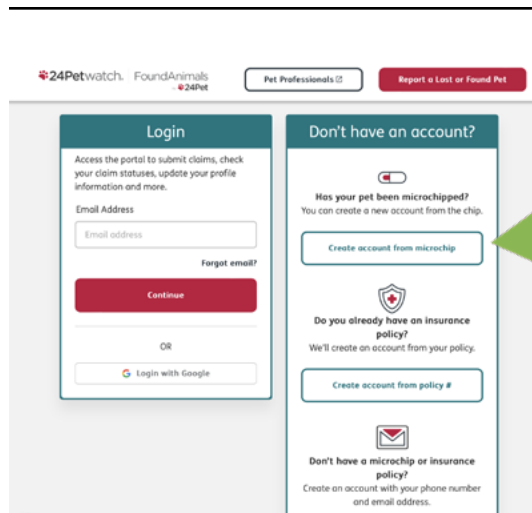 24Petwatch. FoundAnimals
24Pet
Pet Professionals
Report a Lost or Found Pet
Login
Access the portal to submit claims, check
your claim statuses, update your profile
information and more.
Email Address
Email address
Forgot email?
Continue
OR
G Login with Google
Don't have an account?
Has your pet been microchipped?
You can create a new account from the chip.
Create account from microchip
Do you already have an insurance
policy?
We'll create an account from your policy.
Create account from policy #
Don't have a microchip or insurance
policy?
Create an account with your phone number
and email address.